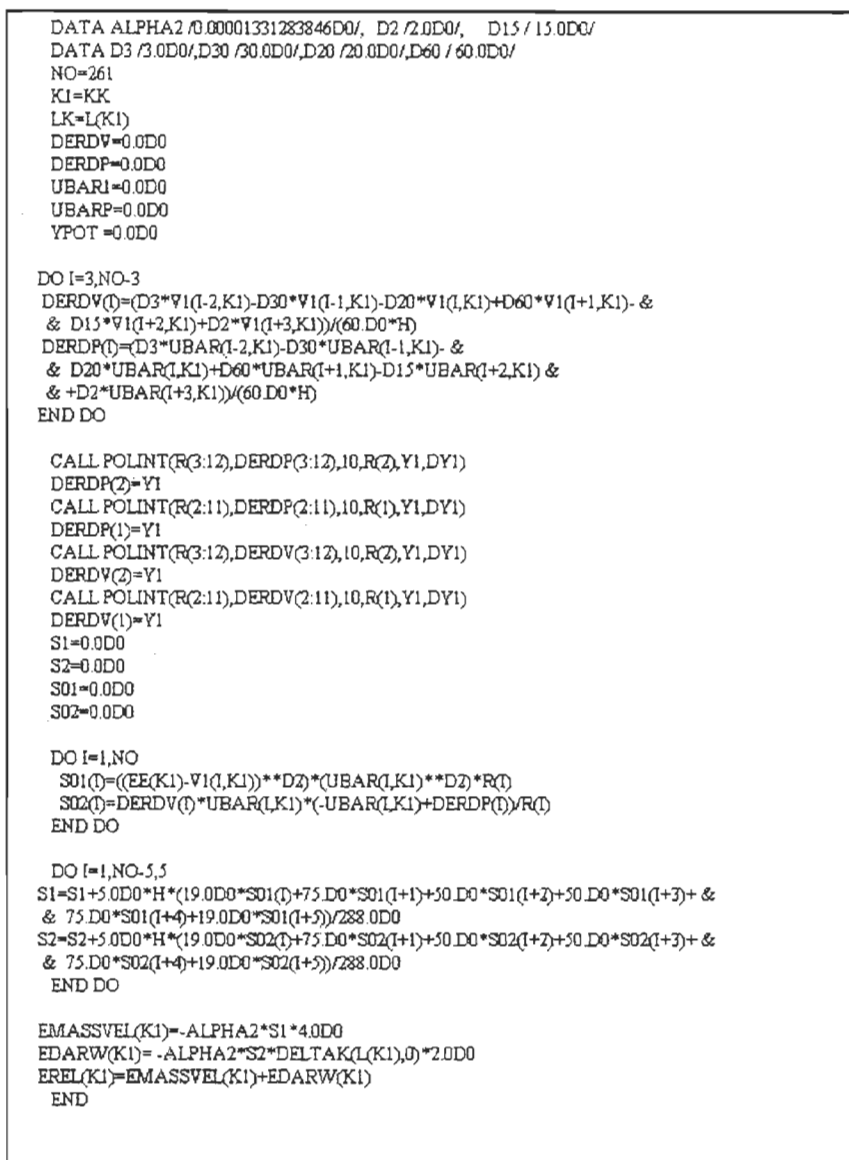 DATA ALPHA2 /0.00001331283846D0/, D2 /2.0D0/, D15 / 15.0D0/
DATA D3 /3.0D0/,D30 /30.0D0/,D20 /20.0D0/,D60 / 60.0D0/
NO=261
K1=KK
LK=L(K1)
DERDV=0.0D0
DERDP=0.0D0
UBAR1=0.0D0
UBARP=0.0D0
YPOT =0.0D0
DO I=3,NO-3
DERDV(I)=(D3*V1(I-2,K1)-D30*V1(I-1,K1)-D20*V1(I,K1)+D60*V1(I+1,K1)- &
& D15*V1(I+2,K1)+D2*V1(I+3,K1))/(60.D0*H)
DERDP(I)=(D3*UBAR(I-2,K1)-D30*UBAR(I-1,K1)- &
& D20*UBAR(I,K1)+D60*UBAR(I+1,K1)-D15*UBAR(I+2,K1) &
& +D2*UBAR(I+3,K1))/(60.D0*H)
END DO
CALL POLINT(R(3:12),DERDP(3:12),10,R(2),Y1,DY1)
DERDP(2)=Y1
CALL POLINT(R(2:11),DERDP(2:11),10,R(1),Y1,DY1)
DERDP(1)=Y1
CALL POLINT(R(3:12),DERDV(3:12),10,R(2),Y1,DY1)
DERDV(2)=Y1
CALL POLINT(R(2:11),DERDV(2:11),10,R(1),Y1,DY1)
DERDV(1)=Y1
S1=0.0D0
S2=0.0D0
S01=0.0D0
S02=0.0D0
DO I=1,NO
S01(I)=((EE(K1)-V1(I,K1))**D2)*(UBAR(I,K1)**D2)*R(I)
S02(I)=DERDV(I)*UBAR(I,K1)*(-UBAR(I,K1)+DERDP(I))/R(I)
END DO
DO I=1,NO-5,5
S1=S1+5.0D0*H*(19.0D0*S01(I)+75.D0*S01(I+1)+50.D0*S01(I+2)+50.D0*S01(I+3)+ &
& 75.D0*S01(I+4)+19.0D0*S01(I+5))/288.0D0
S2=S2+5.0D0*H*(19.0D0*S02(I)+75.D0*S02(I+1)+50.D0*S02(I+2)+50.D0*S02(I+3)+ &
& 75.D0*S02(I+4)+19.0D0*S02(I+5))/288.0D0
END DO
EMASSVEL(K1)=-ALPHA2*S1*4.0D0
EDARW(K1)= -ALPHA2*S2*DELTAK(L(K1),0)*2.0D0
EREL(K1)=EMASSVEL(K1)+EDARW(K1)
END